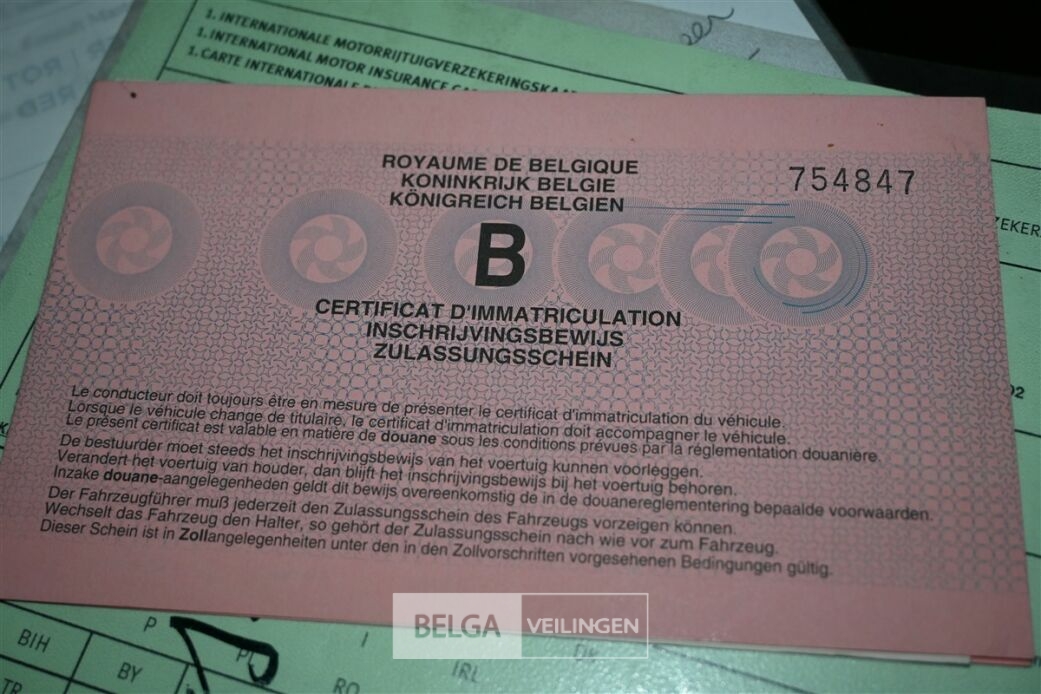 1. INTERNATIONALE MOTORRIJTUIGVERZEKERINGSKAA
1. INTERNATIONAL MOTOR INSURANCE CA
1. CARTE INTERNATIONALE
ROYAUME DE BELGIQUE
KONINKRIJK BELGIE
KÖNIGREICH BELGIEN
754847
B
CERTIFICAT D'IMMATRICULATION
INSCHRIJVINGSBEWIJS
ZULASSUNGSSCHEIN
Le conducteur doit toujours être en mesure de présenter le certificat d'immatriculation du véhicule.
Lorsque le véhicule change de titulaire, le certificat d'immatriculation doit accompagner le véhicule.
Le présent certificat est valable en matière de douane sous les conditions prévues par la réglementation douanière.
De bestuurder moet steeds het inschrijvingsbewijs van het voertuig kunnen voorleggen.
Verandert het voertuig van houder, dan blijft het inschrijvingsbewijs bij het voertuig behoren.
Inzake douane-aangelegenheden geldt dit bewijs overeenkomstig de in de douanereglementering bepaalde voorwaarden.
Der Fahrzeugführer muß jederzeit den Zulassungsschein des Fahrzeugs vorzeigen können.
Wechselt das Fahrzeug den Halter, so gehört der Zulassungsschein nach wie vor zum Fahrzeug.
Dieser Schein ist in Zollangelegenheiten unter den in den Zollvorschriften vorgesehenen Bedingungen gültig.
BELGA VEILINGEN
BIH
P
I
TR
BY
IRL
RO